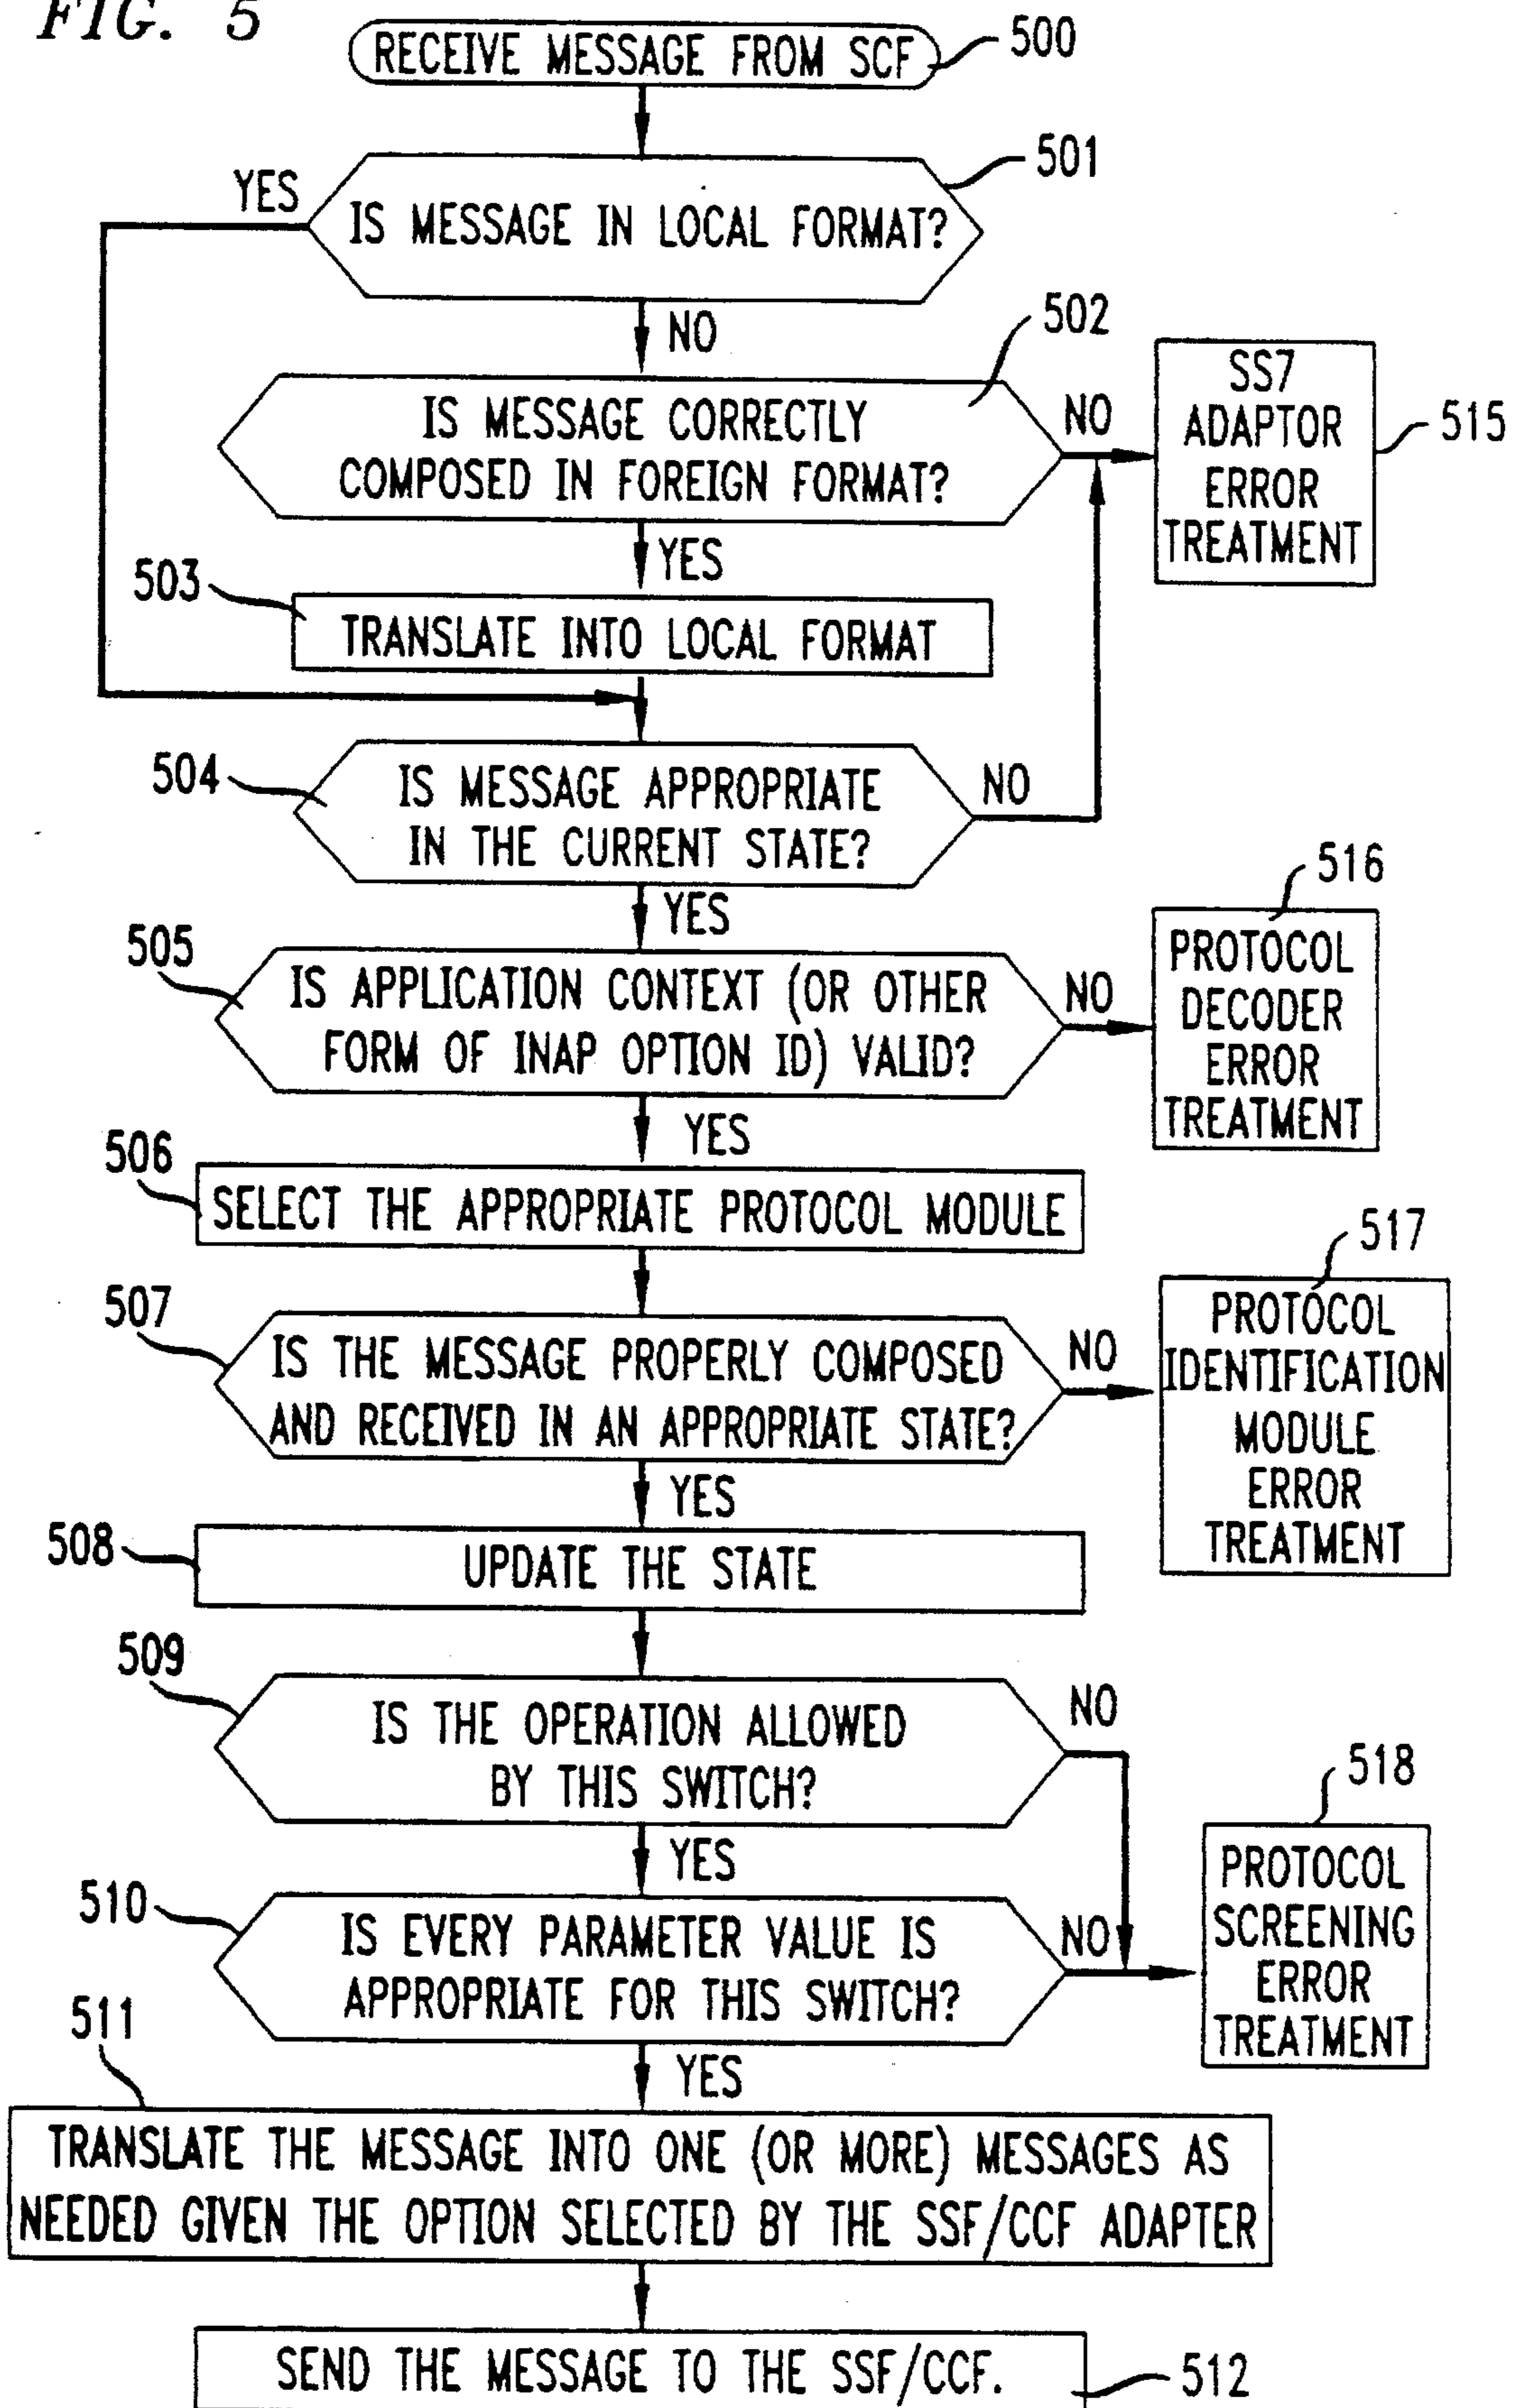 FIG. 5
RECEIVE MESSAGE FROM SCF
500
501
YES
IS MESSAGE IN LOCAL FORMAT?
NO
502
IS MESSAGE CORRECTLY
COMPOSED IN FOREIGN FORMAT?
NO
SS7
ADAPTOR
ERROR
TREATMENT
515
YES
503
TRANSLATE INTO LOCAL FORMAT
504
IS MESSAGE APPROPRIATE
IN THE CURRENT STATE?
NO
YES
505
IS APPLICATION CONTEXT (OR OTHER
FORM OF INAP OPTION ID) VALID?
NO
516
PROTOCOL
DECODER
ERROR
TREATMENT
YES
506
SELECT THE APPROPRIATE PROTOCOL MODULE
507
IS THE MESSAGE PROPERLY COMPOSED
AND RECEIVED IN AN APPROPRIATE STATE?
NO
517
PROTOCOL
IDENTIFICATION
MODULE
ERROR
TREATMENT
YES
508
UPDATE THE STATE
509
IS THE OPERATION ALLOWED
BY THIS SWITCH?
NO
YES
510
IS EVERY PARAMETER VALUE IS
APPROPRIATE FOR THIS SWITCH?
NO
518
PROTOCOL
SCREENING
ERROR
TREATMENT
YES
511
TRANSLATE THE MESSAGE INTO ONE (OR MORE) MESSAGES AS
NEEDED GIVEN THE OPTION SELECTED BY THE SSF/CCF ADAPTER
SEND THE MESSAGE TO THE SSF/CCF.
512